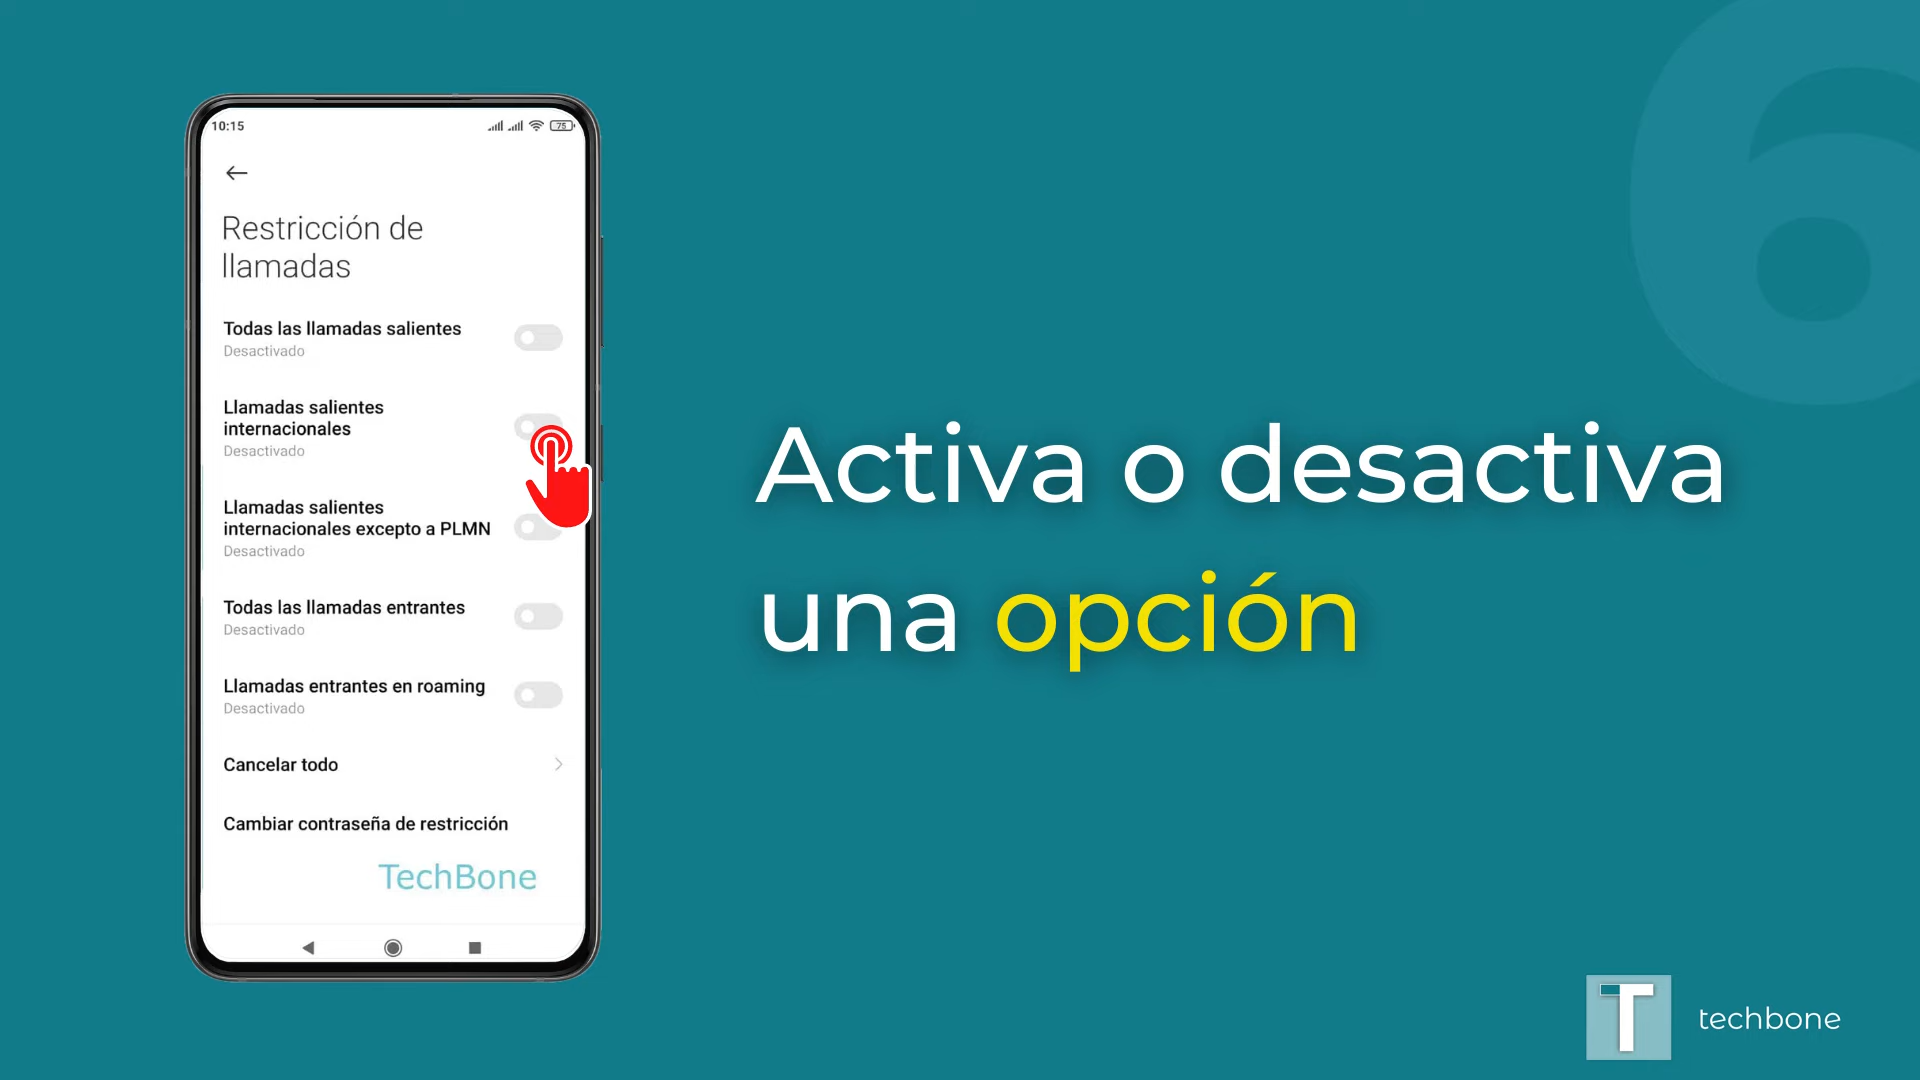 6
10:15
75
Restricción de
llamadas
Todas las llamadas salientes
Desactivado
Llamadas salientes
internacionales
Desactivado
Llamadas salientes
internacionales excepto a PLMN
Desactivado
Todas las llamadas entrantes
Desactivado
Llamadas entrantes en roaming
Desactivado
Cancelar todo
Cambiar contraseña de restricción
TechBone
Activa o desactiva
una opción
T
techbone